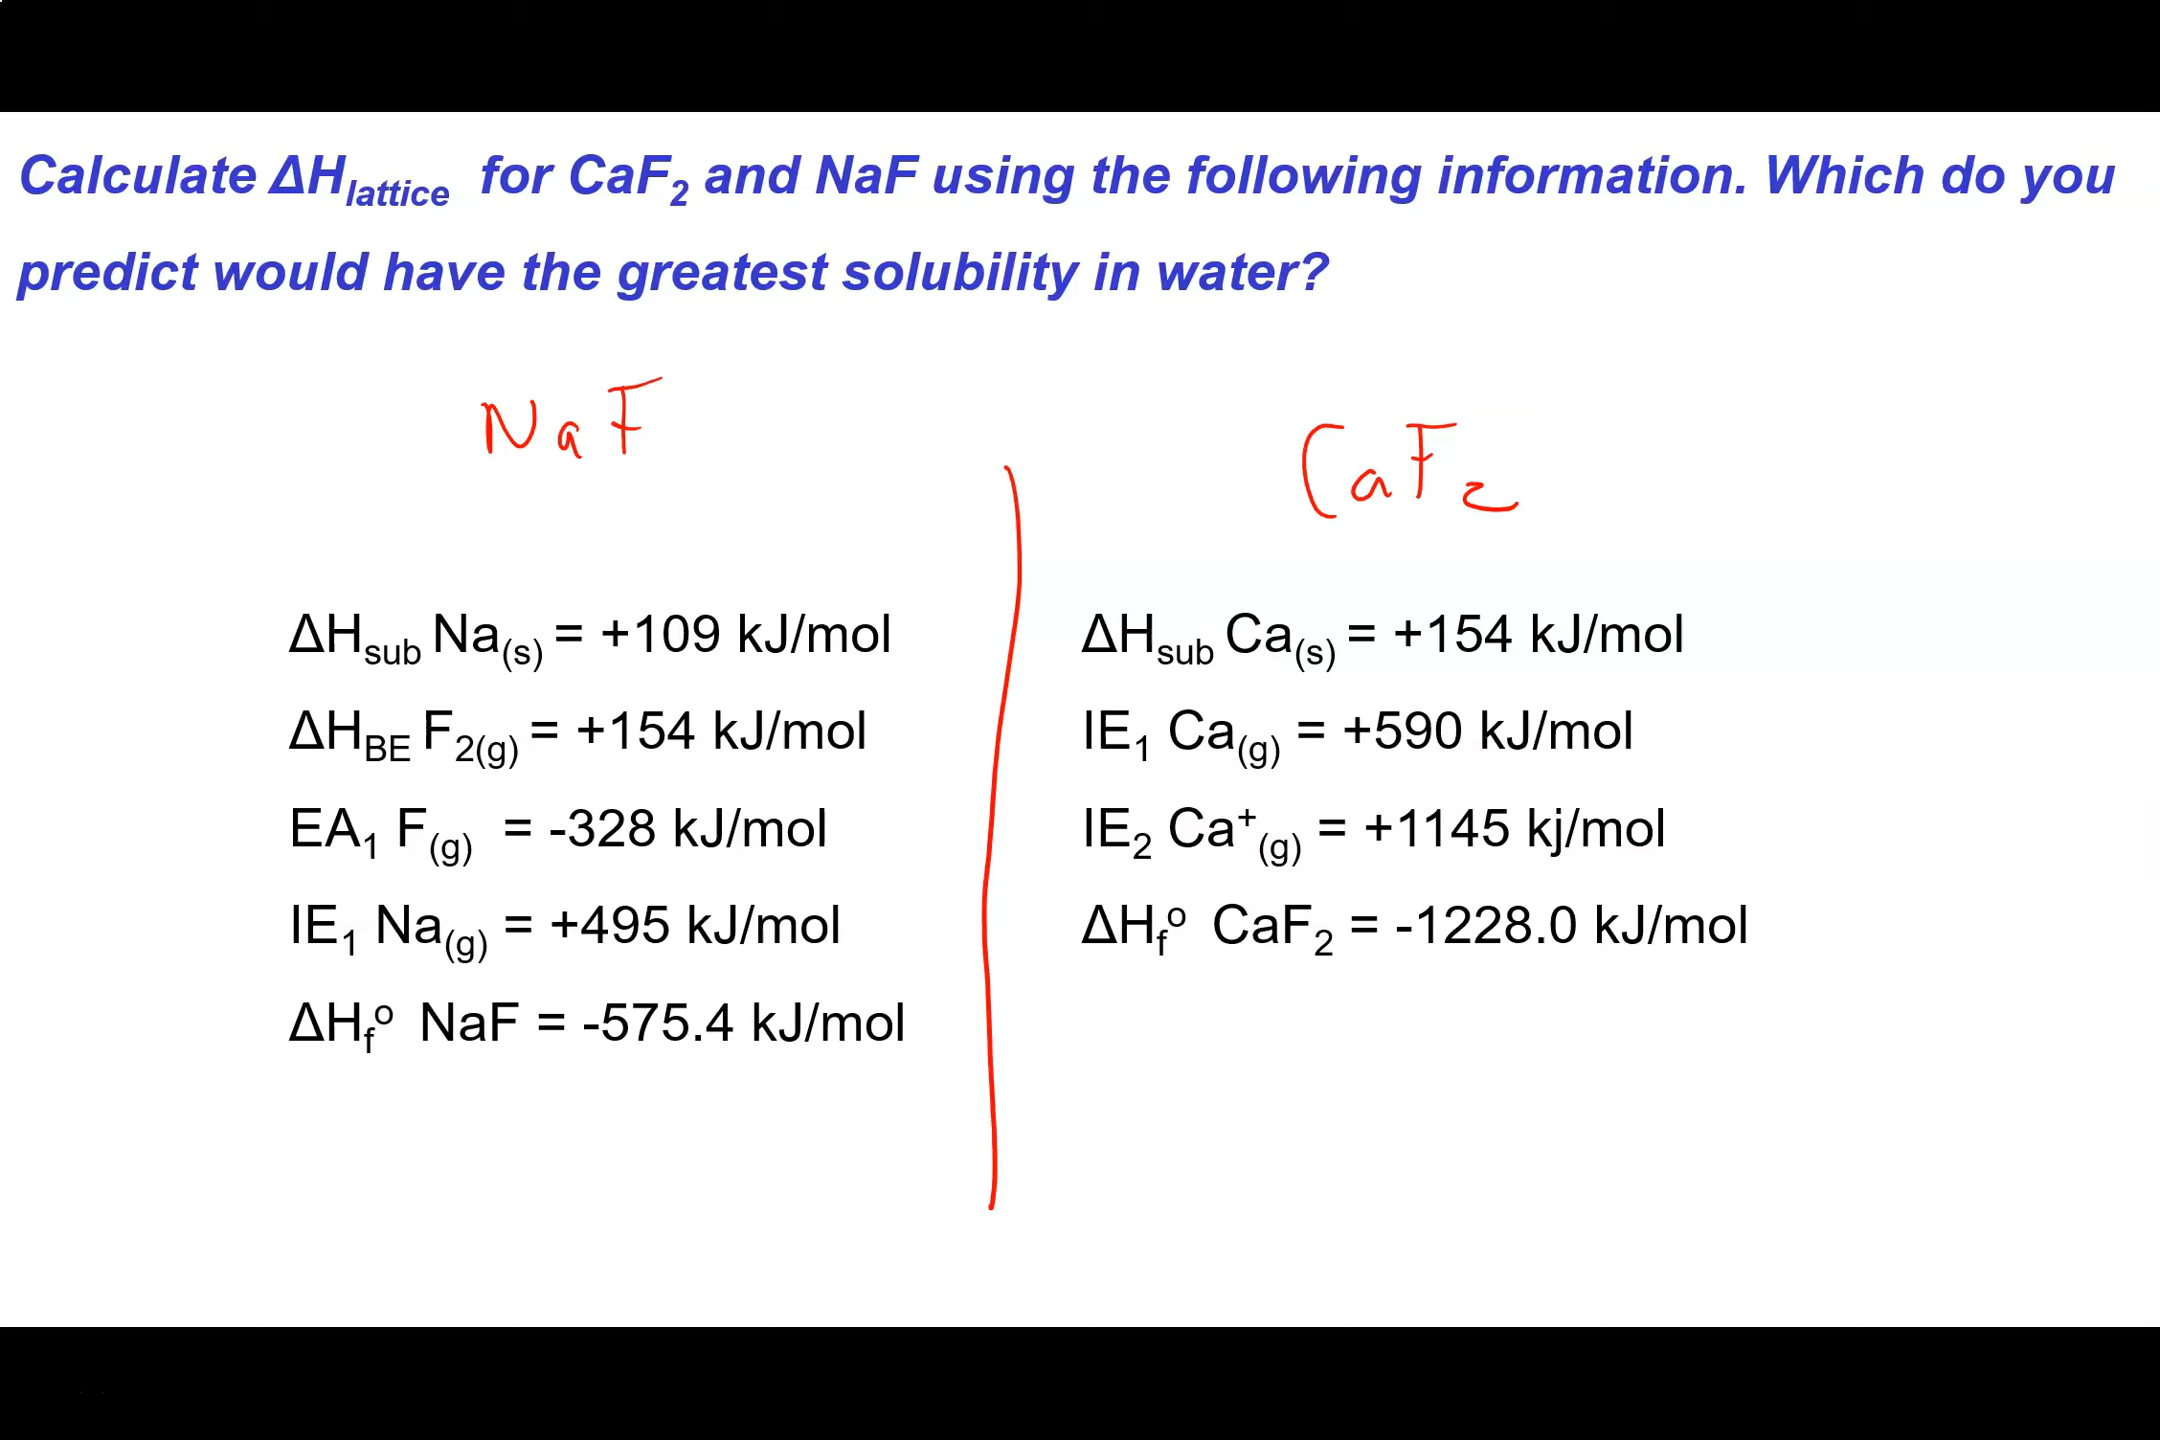 Calculate ΔHlattice for CaF2 and NaF using the following information. Which do you
predict would have the greatest solubility in water?
NaF
CaF2
ΔHsub Na(s) = +109 kJ/mol
ΔHBE F2(g) = +154 kJ/mol
EA1 F(g) = -328 kJ/mol
IE1 Na(g) = +495 kJ/mol
ΔHfº NaF = -575.4 kJ/mol
ΔHsub Ca(s) = +154 kJ/mol
IE1 Ca(g) = +590 kJ/mol
IE2 Ca+(g) = +1145 kj/mol
ΔHfº CaF2 = -1228.0 kJ/mol